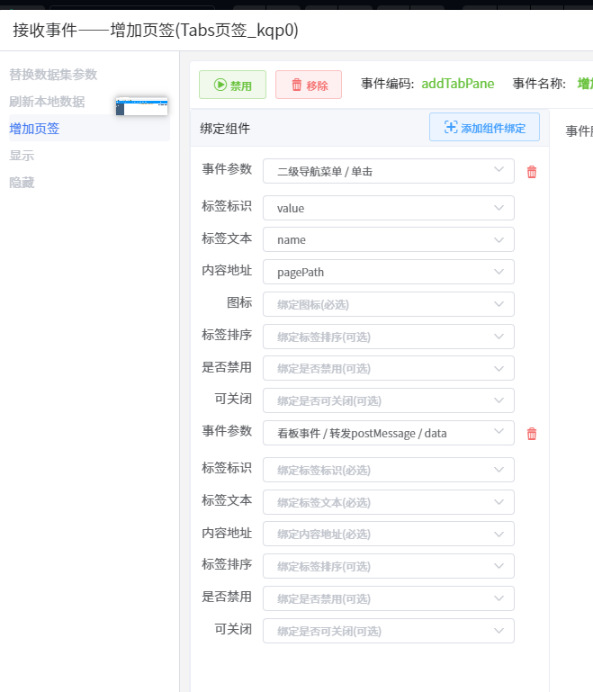 接收事件——增加页签(Tabs页签_kqp0)
替换数据集参数
刷新本地数据
增加页签
显示
隐藏
禁用
移除
事件编码: addTabPane
事件名称:
绑定组件
添加组件绑定
事件参数 二级导航菜单 / 单击
标签标识 value
标签文本 name
内容地址 pagePath
图标 绑定图标(必选)
标签排序 绑定标签排序(可选)
是否禁用 绑定是否禁用(可选)
可关闭 绑定是否可关闭(可选)
事件参数 看板事件 / 转发postMessage / data
标签标识 绑定标签标识(必选)
标签文本 绑定标签文本(必选)
内容地址 绑定内容地址(必选)
标签排序 绑定标签排序(可选)
是否禁用 绑定是否禁用(可选)
可关闭 绑定是否可关闭(可选)